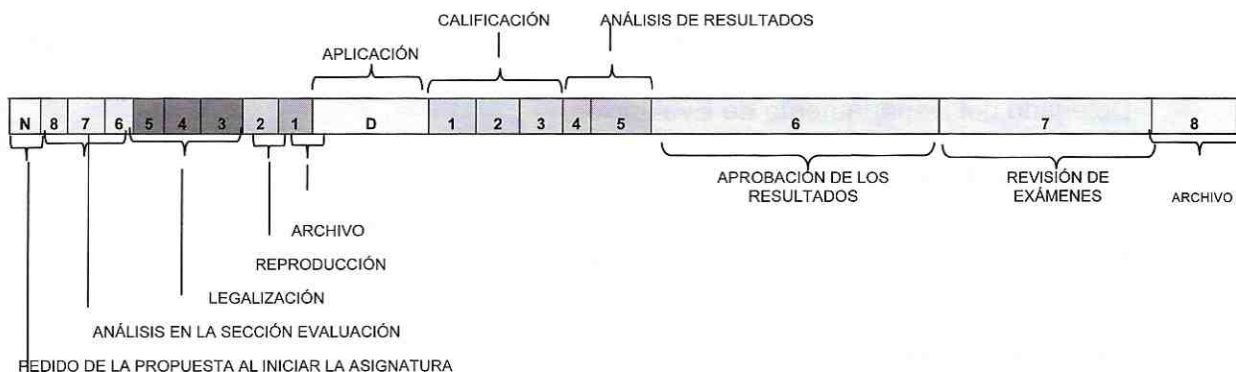 CALIFICACIÓN
ANÁLISIS DE RESULTADOS
APLICACIÓN
N 8 7 6 5 4 3 2 1 D 1 2 3 4 5 6 7 8
APROBACIÓN DE LOS
RESULTADOS
REVISIÓN DE
EXÁMENES
ARCHIVO
ARCHIVO
REPRODUCCIÓN
LEGALIZACIÓN
ANÁLISIS EN LA SECCIÓN EVALUACIÓN
PEDIDO DE LA PROPUESTA AL INICIAR LA ASIGNATURA